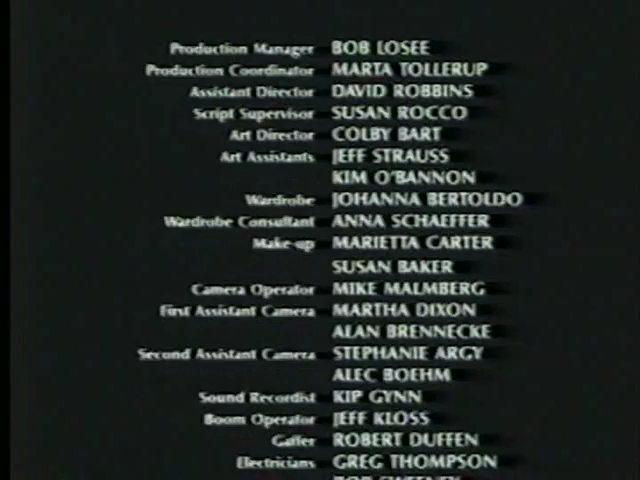 Production Manager BOB LOSEE
Production Coordinator MARTA TOLLERUP
Assistant Director DAVID ROBBINS
Script Supervisor SUSAN ROCCO
Art Director COLBY BART
Art Assistants JEFF STRAUSS
KIM O'BANNON
Wardrobe JOHANNA BERTOLDO
Wardrobe Consultant ANNA SCHAEFFER
Make-up MARIETTA CARTER
SUSAN BAKER
Camera Operator MIKE MALMBERG
First Assistant Camera MARTHA DIXON
ALAN BRENNECKE
Second Assistant Camera STEPHANIE ARGY
ALEC BOEHM
Sound Recordist KIP GYNN
Boom Operator JEFF KLOSS
Gaffer ROBERT DUFFEN
Electricians GREG THOMPSON